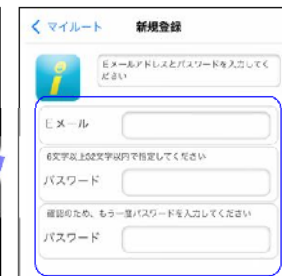 マイルート 新規登録
Eメールアドレスとパスワードを入力してく
ださい
Eメール
6文字以上32文字以内で指定してください
パスワード
確認のため、もう一度パスワードを入力してください
パスワード